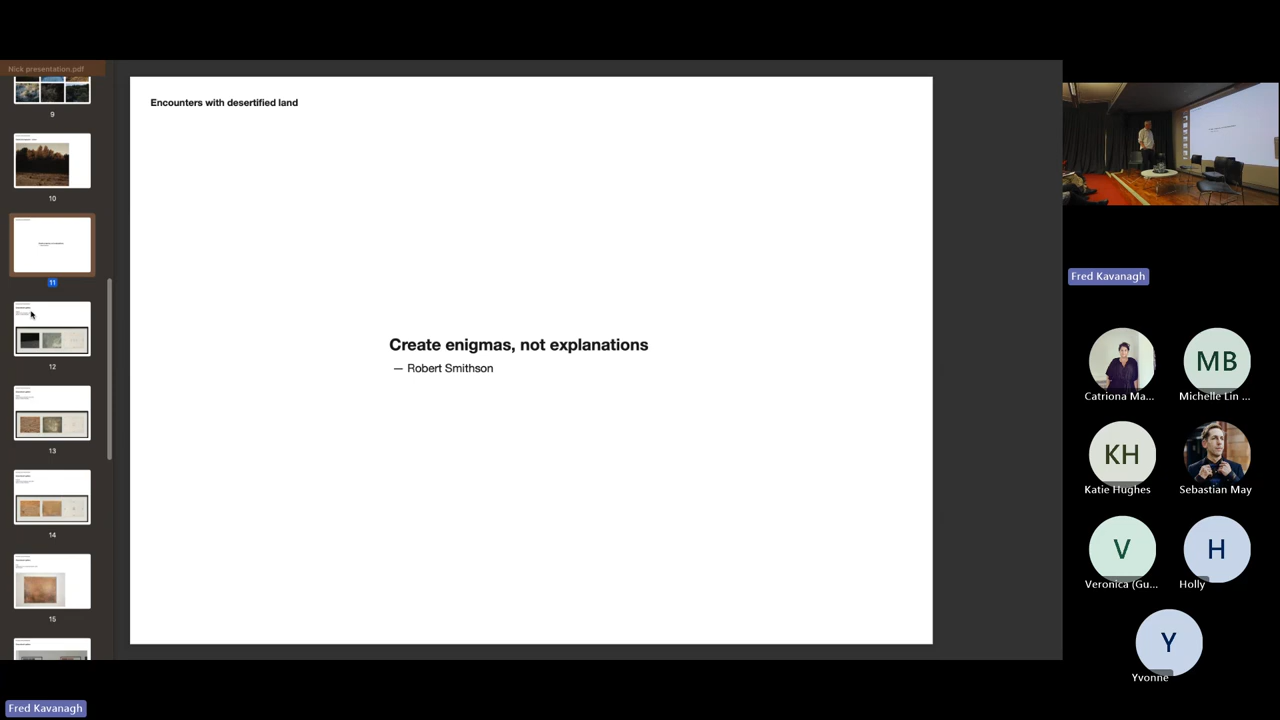 Nick presentation.pdf
9
10
11
12
13
14
15
Encounters with desertified land
Create enigmas, not explanations
— Robert Smithson
Fred Kavanagh
Catriona Ma...
MB
Michelle Lin ...
KH
Katie Hughes
Sebastian May
V
Veronica (Gu...
H
Holly
Y
Yvonne
Fred Kavanagh